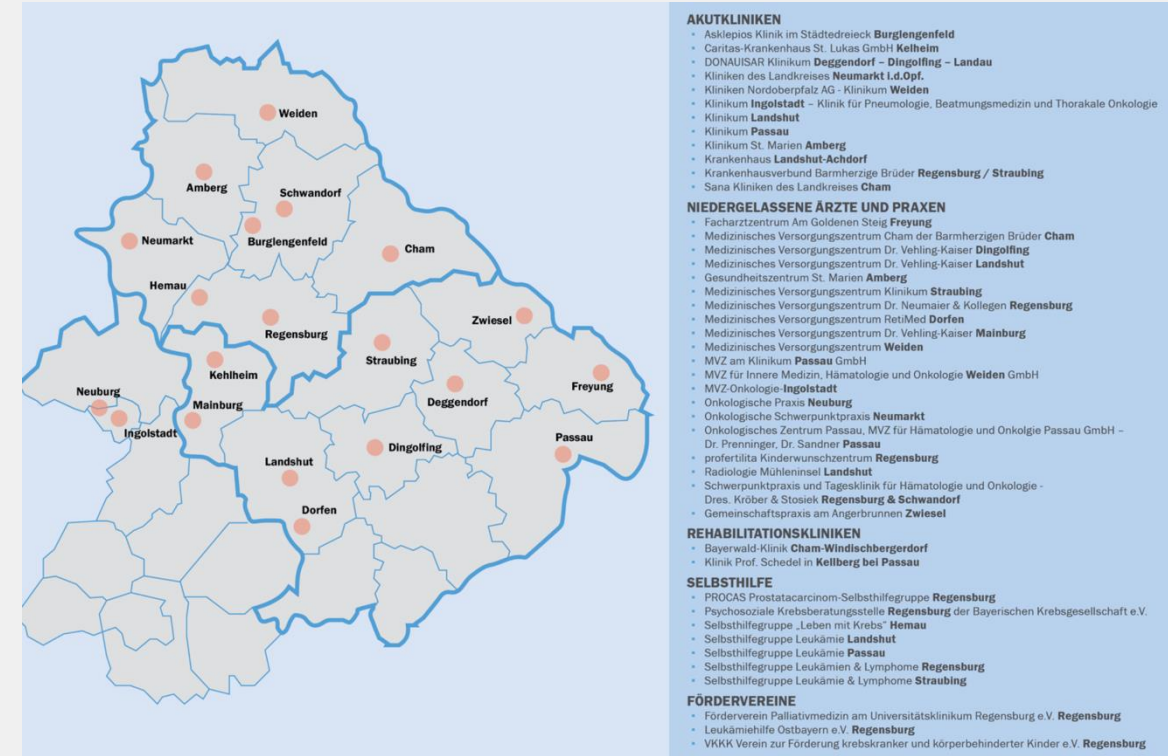 Weiden
Amberg
Schwandorf
Neumarkt
Burglengenfeld
Cham
Hemau
Regensburg
Zwiesel
Straubing
Kehlheim
Freyung
Neuburg
Deggendorf
Mainburg
Ingolstadt
Passau
Dingolfing
Landshut
Dorfen
AKUTKLINIKEN
• Asklepios Klinik im Städtedreieck Burglengenfeld
• Caritas-Krankenhaus St. Lukas GmbH Kelheim
• DONAUISAR Klinikum Deggendorf – Dingolfing – Landau
• Kliniken des Landkreises Neumarkt i.d.Opf.
• Kliniken Nordoberpfalz AG - Klinikum Weiden
• Klinikum Ingolstadt – Klinik für Pneumologie, Beatmungsmedizin und Thorakale Onkologie
• Klinikum Landshut
• Klinikum Passau
• Klinikum St. Marien Amberg
• Krankenhaus Landshut-Achdorf
• Krankenhausverbund Barmherzige Brüder Regensburg / Straubing
• Sana Kliniken des Landkreises Cham
NIEDERGELASSENE ÄRZTE UND PRAXEN
• Facharztzentrum Am Goldenen Steig Freyung
• Medizinisches Versorgungszentrum Cham der Barmherzigen Brüder Cham
• Medizinisches Versorgungszentrum Dr. Vehling-Kaiser Dingolfing
• Medizinisches Versorgungszentrum Dr. Vehling-Kaiser Landshut
• Gesundheitszentrum St. Marien Amberg
• Medizinisches Versorgungszentrum Klinikum Straubing
• Medizinisches Versorgungszentrum Dr. Neumaier & Kollegen Regensburg
• Medizinisches Versorgungszentrum RetiMed Dorfen
• Medizinisches Versorgungszentrum Dr. Vehling-Kaiser Mainburg
• Medizinisches Versorgungszentrum Weiden
• MVZ am Klinikum Passau GmbH
• MVZ für Innere Medizin, Hämatologie und Onkologie Weiden GmbH
• MVZ-Onkologie-Ingolstadt
• Onkologische Praxis Neuburg
• Onkologische Schwerpunktpraxis Neumarkt
• Onkologisches Zentrum Passau, MVZ für Hämatologie und Onkolgie Passau GmbH –
Dr. Prenninger, Dr. Sandner Passau
• profertilita Kinderwunschzentrum Regensburg
• Radiologie Mühleninsel Landshut
• Schwerpunktpraxis und Tagesklinik für Hämatologie und Onkologie -
Dres. Kröber & Stosiek Regensburg & Schwandorf
• Gemeinschaftspraxis am Angerbrunnen Zwiesel
REHABILITATIONSKLINIKEN
• Bayerwald-Klinik Cham-Windischbergerdorf
• Klinik Prof. Schedel in Kellberg bei Passau
SELBSTHILFE
• PROCAS Prostatacarcinom-Selbsthilfegruppe Regensburg
• Psychosoziale Krebsberatungsstelle Regensburg der Bayerischen Krebsgesellschaft e.V.
• Selbsthilfegruppe „Leben mit Krebs" Hemau
• Selbsthilfegruppe Leukämie Landshut
• Selbsthilfegruppe Leukämie Passau
• Selbsthilfegruppe Leukämien & Lymphome Regensburg
• Selbsthilfegruppe Leukämie & Lymphome Straubing
FÖRDERVEREINE
• Förderverein Palliativmedizin am Universitätsklinikum Regensburg e.V. Regensburg
• Leukämiehilfe Ostbayern e.V. Regensburg
• VKKK Verein zur Förderung krebskranker und körperbehinderter Kinder e.V. Regensburg